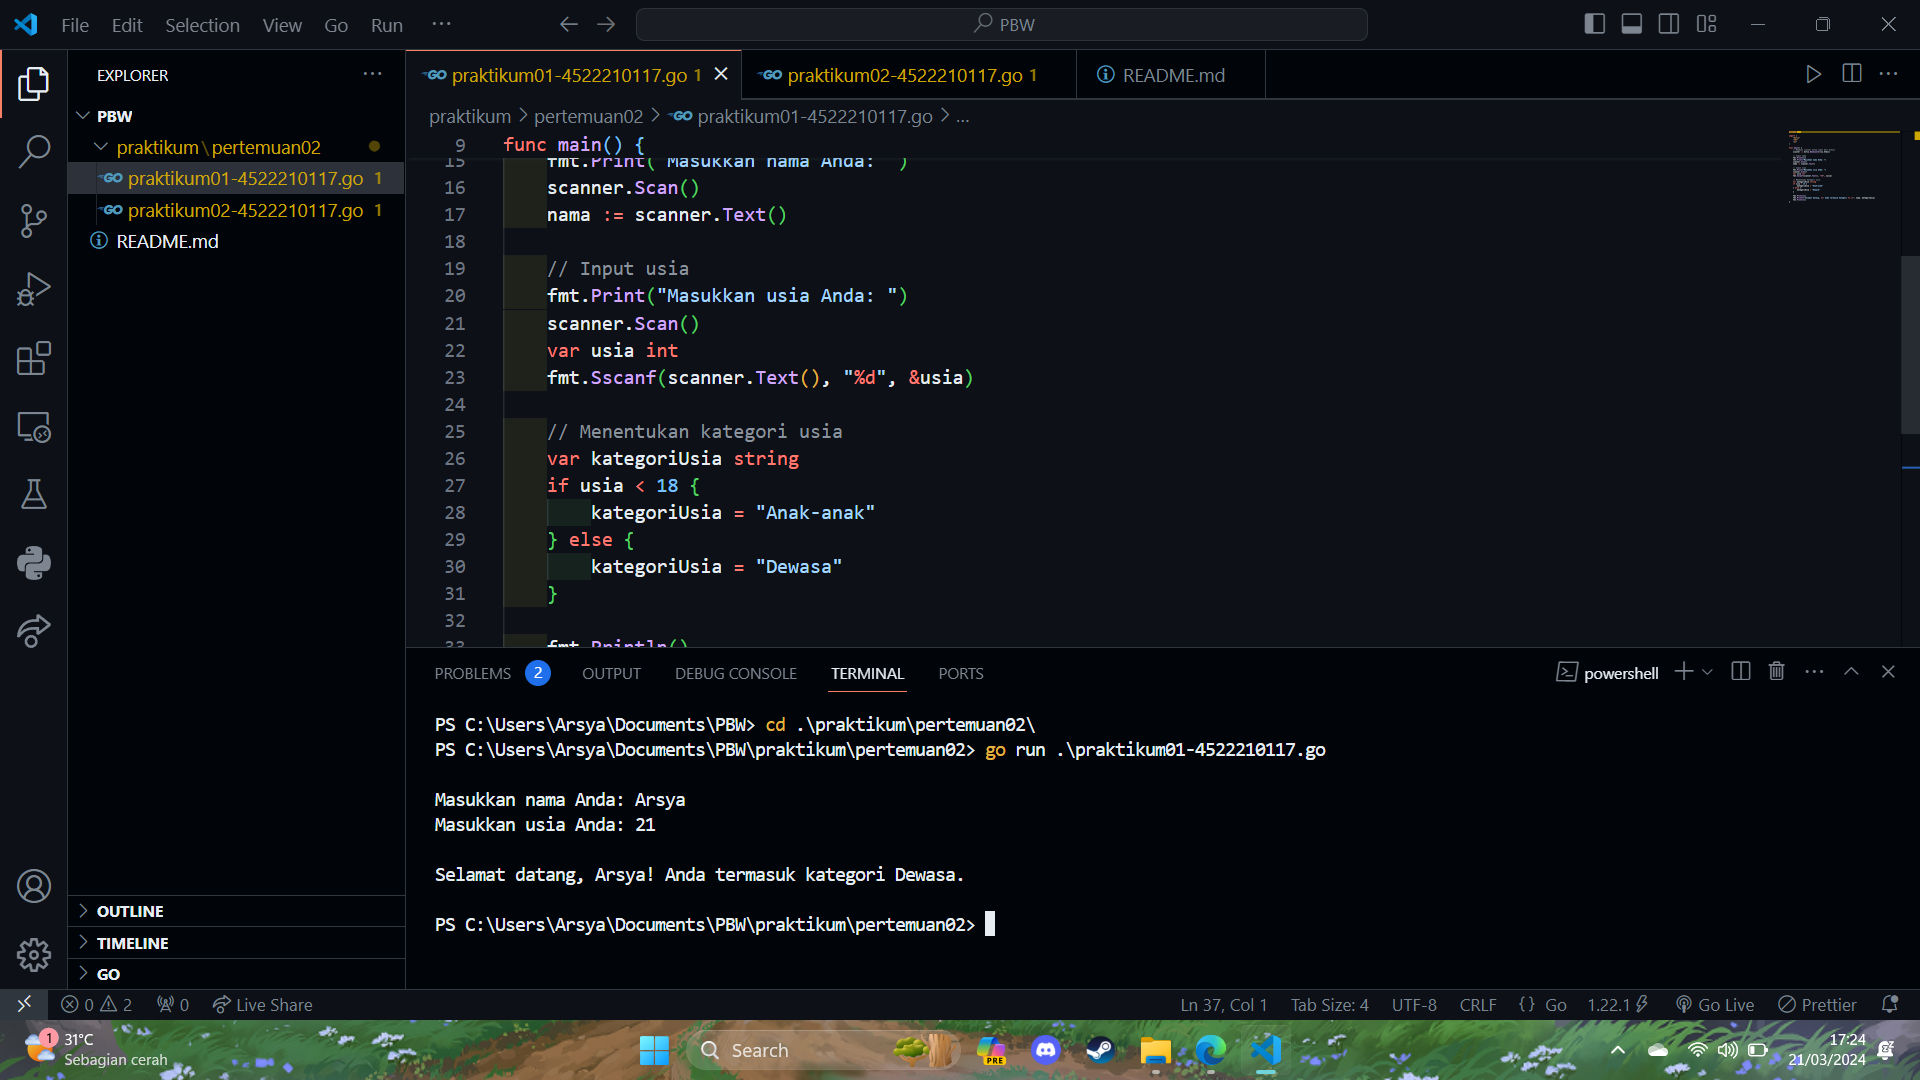 File Edit Selection View Go Run ··· PBW
EXPLORER
PBW
praktikum\pertemuan02
praktikum01-4522210117.go 1
praktikum02-4522210117.go 1
README.md
OUTLINE
TIMELINE
GO
praktikum01-4522210117.go 1
praktikum02-4522210117.go 1
README.md
praktikum > pertemuan02 > praktikum01-4522210117.go > ...
9 func main() {
15 fmt.Print("Masukkan nama Anda: ")
16 scanner.Scan()
17 nama := scanner.Text()
18
19 // Input usia
20 fmt.Print("Masukkan usia Anda: ")
21 scanner.Scan()
22 var usia int
23 fmt.Sscanf(scanner.Text(), "%d", &usia)
24
25 // Menentukan kategori usia
26 var kategoriUsia string
27 if usia < 18 {
28 kategoriUsia = "Anak-anak"
29 } else {
30 kategoriUsia = "Dewasa"
31 }
32
33 fmt.Println()
PROBLEMS 2 OUTPUT DEBUG CONSOLE TERMINAL PORTS
powershell
PS C:\Users\Arsya\Documents\PBW> cd .\praktikum\pertemuan02\
PS C:\Users\Arsya\Documents\PBW\praktikum\pertemuan02> go run .\praktikum01-4522210117.go
Masukkan nama Anda: Arsya
Masukkan usia Anda: 21
Selamat datang, Arsya! Anda termasuk kategori Dewasa.
PS C:\Users\Arsya\Documents\PBW\praktikum\pertemuan02>
0 2 0 Live Share
Ln 37, Col 1 Tab Size: 4 UTF-8 CRLF {} Go 1.22.1 Go Live Prettier
1 31°C
Sebagian cerah
Search
PRE
17:24
21/03/2024